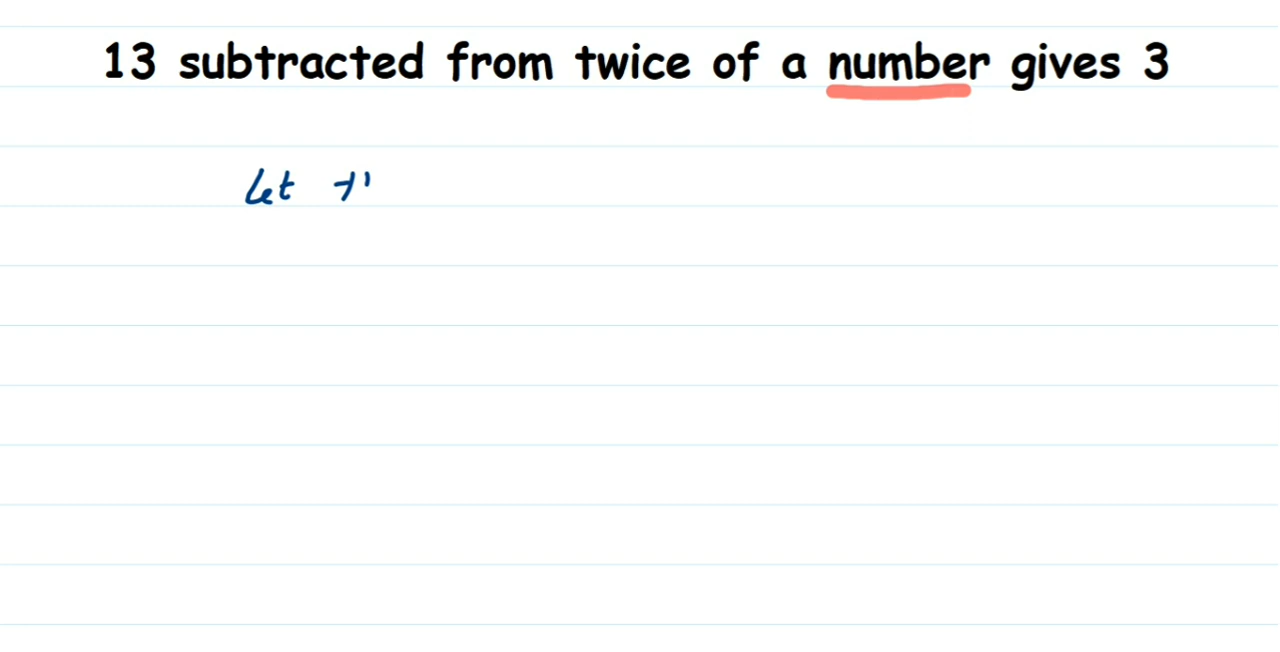 13 subtracted from twice of a number gives 3
Let